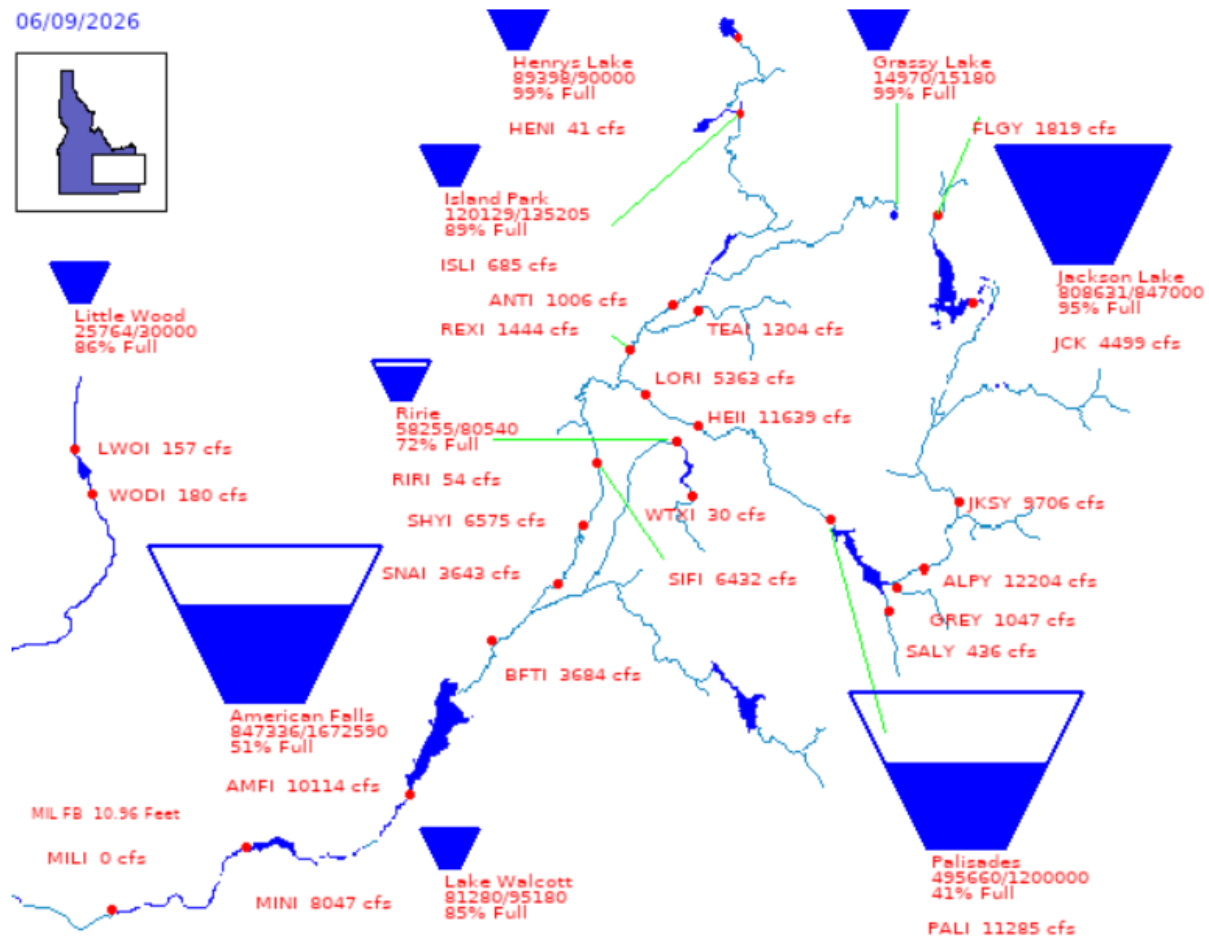 06/09/2026
Henrys Lake
89398/90000
99% Full
HENI 41 cfs
Grassy Lake
14970/15180
99% Full
FLGY 1819 cfs
Island Park
120129/135205
89% Full
ISLI 685 cfs
Jackson Lake
808631/847000
95% Full
JCK 4499 cfs
Little Wood
25764/30000
86% Full
ANTI 1006 cfs
REXI 1444 cfs
TEAI 1304 cfs
LORI 5363 cfs
HEII 11639 cfs
Ririe
58255/80540
72% Full
RIRI 54 cfs
LWOI 157 cfs
WODI 180 cfs
SHYI 6575 cfs
WTXI 30 cfs
JKSY 9706 cfs
SNAI 3643 cfs
SIFI 6432 cfs
ALPY 12204 cfs
GREY 1047 cfs
SALY 436 cfs
BFTI 3684 cfs
American Falls
847336/1672590
51% Full
AMFI 10114 cfs
MIL FB 10.96 Feet
MILI 0 cfs
MINI 8047 cfs
Lake Walcott
81280/95180
85% Full
Palisades
495660/1200000
41% Full
PALI 11285 cfs